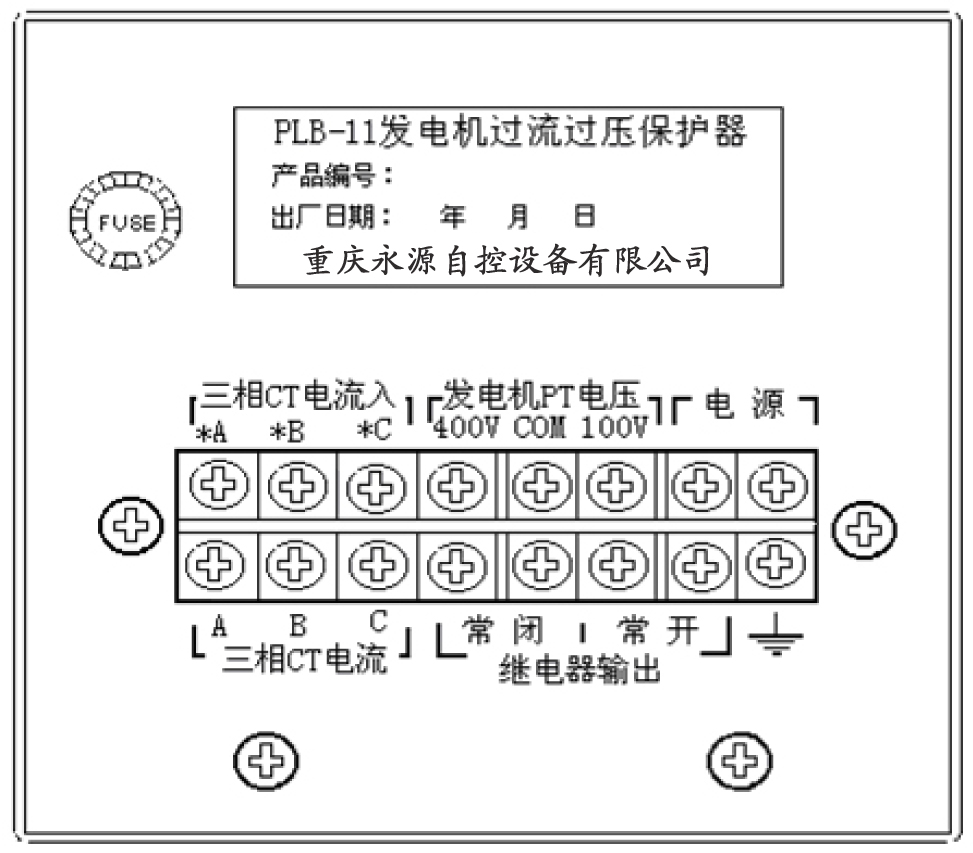 PLB-11发电机过流过压保护器
产品编号：
出厂日期： 年 月 日
重庆永源自控设备有限公司
FUSE
三相CT电流入 发电机PT电压 电 源
*A *B *C 400V COM 100V
A B C 常 闭 常 开
三相CT电流 继电器输出